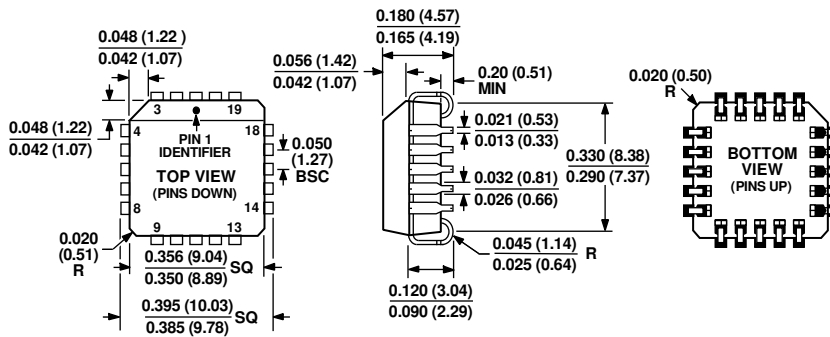 0.048 (1.22 )
0.042 (1.07)
0.048 (1.22)
0.042 (1.07)
3
19
4
18
PIN 1
IDENTIFIER
TOP VIEW
(PINS DOWN)
8
14
9
13
0.050
(1.27)
BSC
0.020
(0.51)
R
0.356 (9.04)
0.350 (8.89)
SQ
0.395 (10.03)
0.385 (9.78)
SQ
0.180 (4.57)
0.165 (4.19)
0.056 (1.42)
0.042 (1.07)
0.20 (0.51)
MIN
0.021 (0.53)
0.013 (0.33)
0.032 (0.81)
0.026 (0.66)
0.330 (8.38)
0.290 (7.37)
0.045 (1.14)
0.025 (0.64)
R
0.120 (3.04)
0.090 (2.29)
0.020 (0.50)
R
BOTTOM
VIEW
(PINS UP)